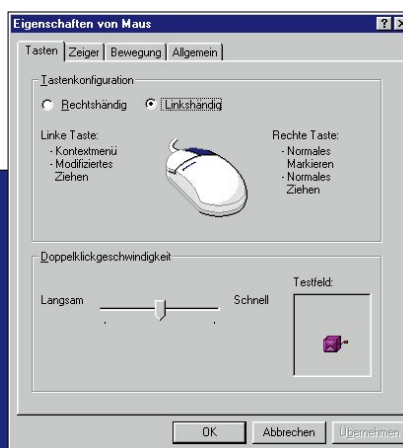 Eigenschaften von Maus
Tasten Zeiger Bewegung Allgemein
Tastenkonfiguration
Rechtshändig Linkshändig
Linke Taste:
- Kontextmenü
- Modifiziertes
Ziehen
Rechte Taste:
- Normales
Markieren
- Normales
Ziehen
Doppelklickgeschwindigkeit
Langsam Schnell
Testfeld:
OK Abbrechen Übernehmen